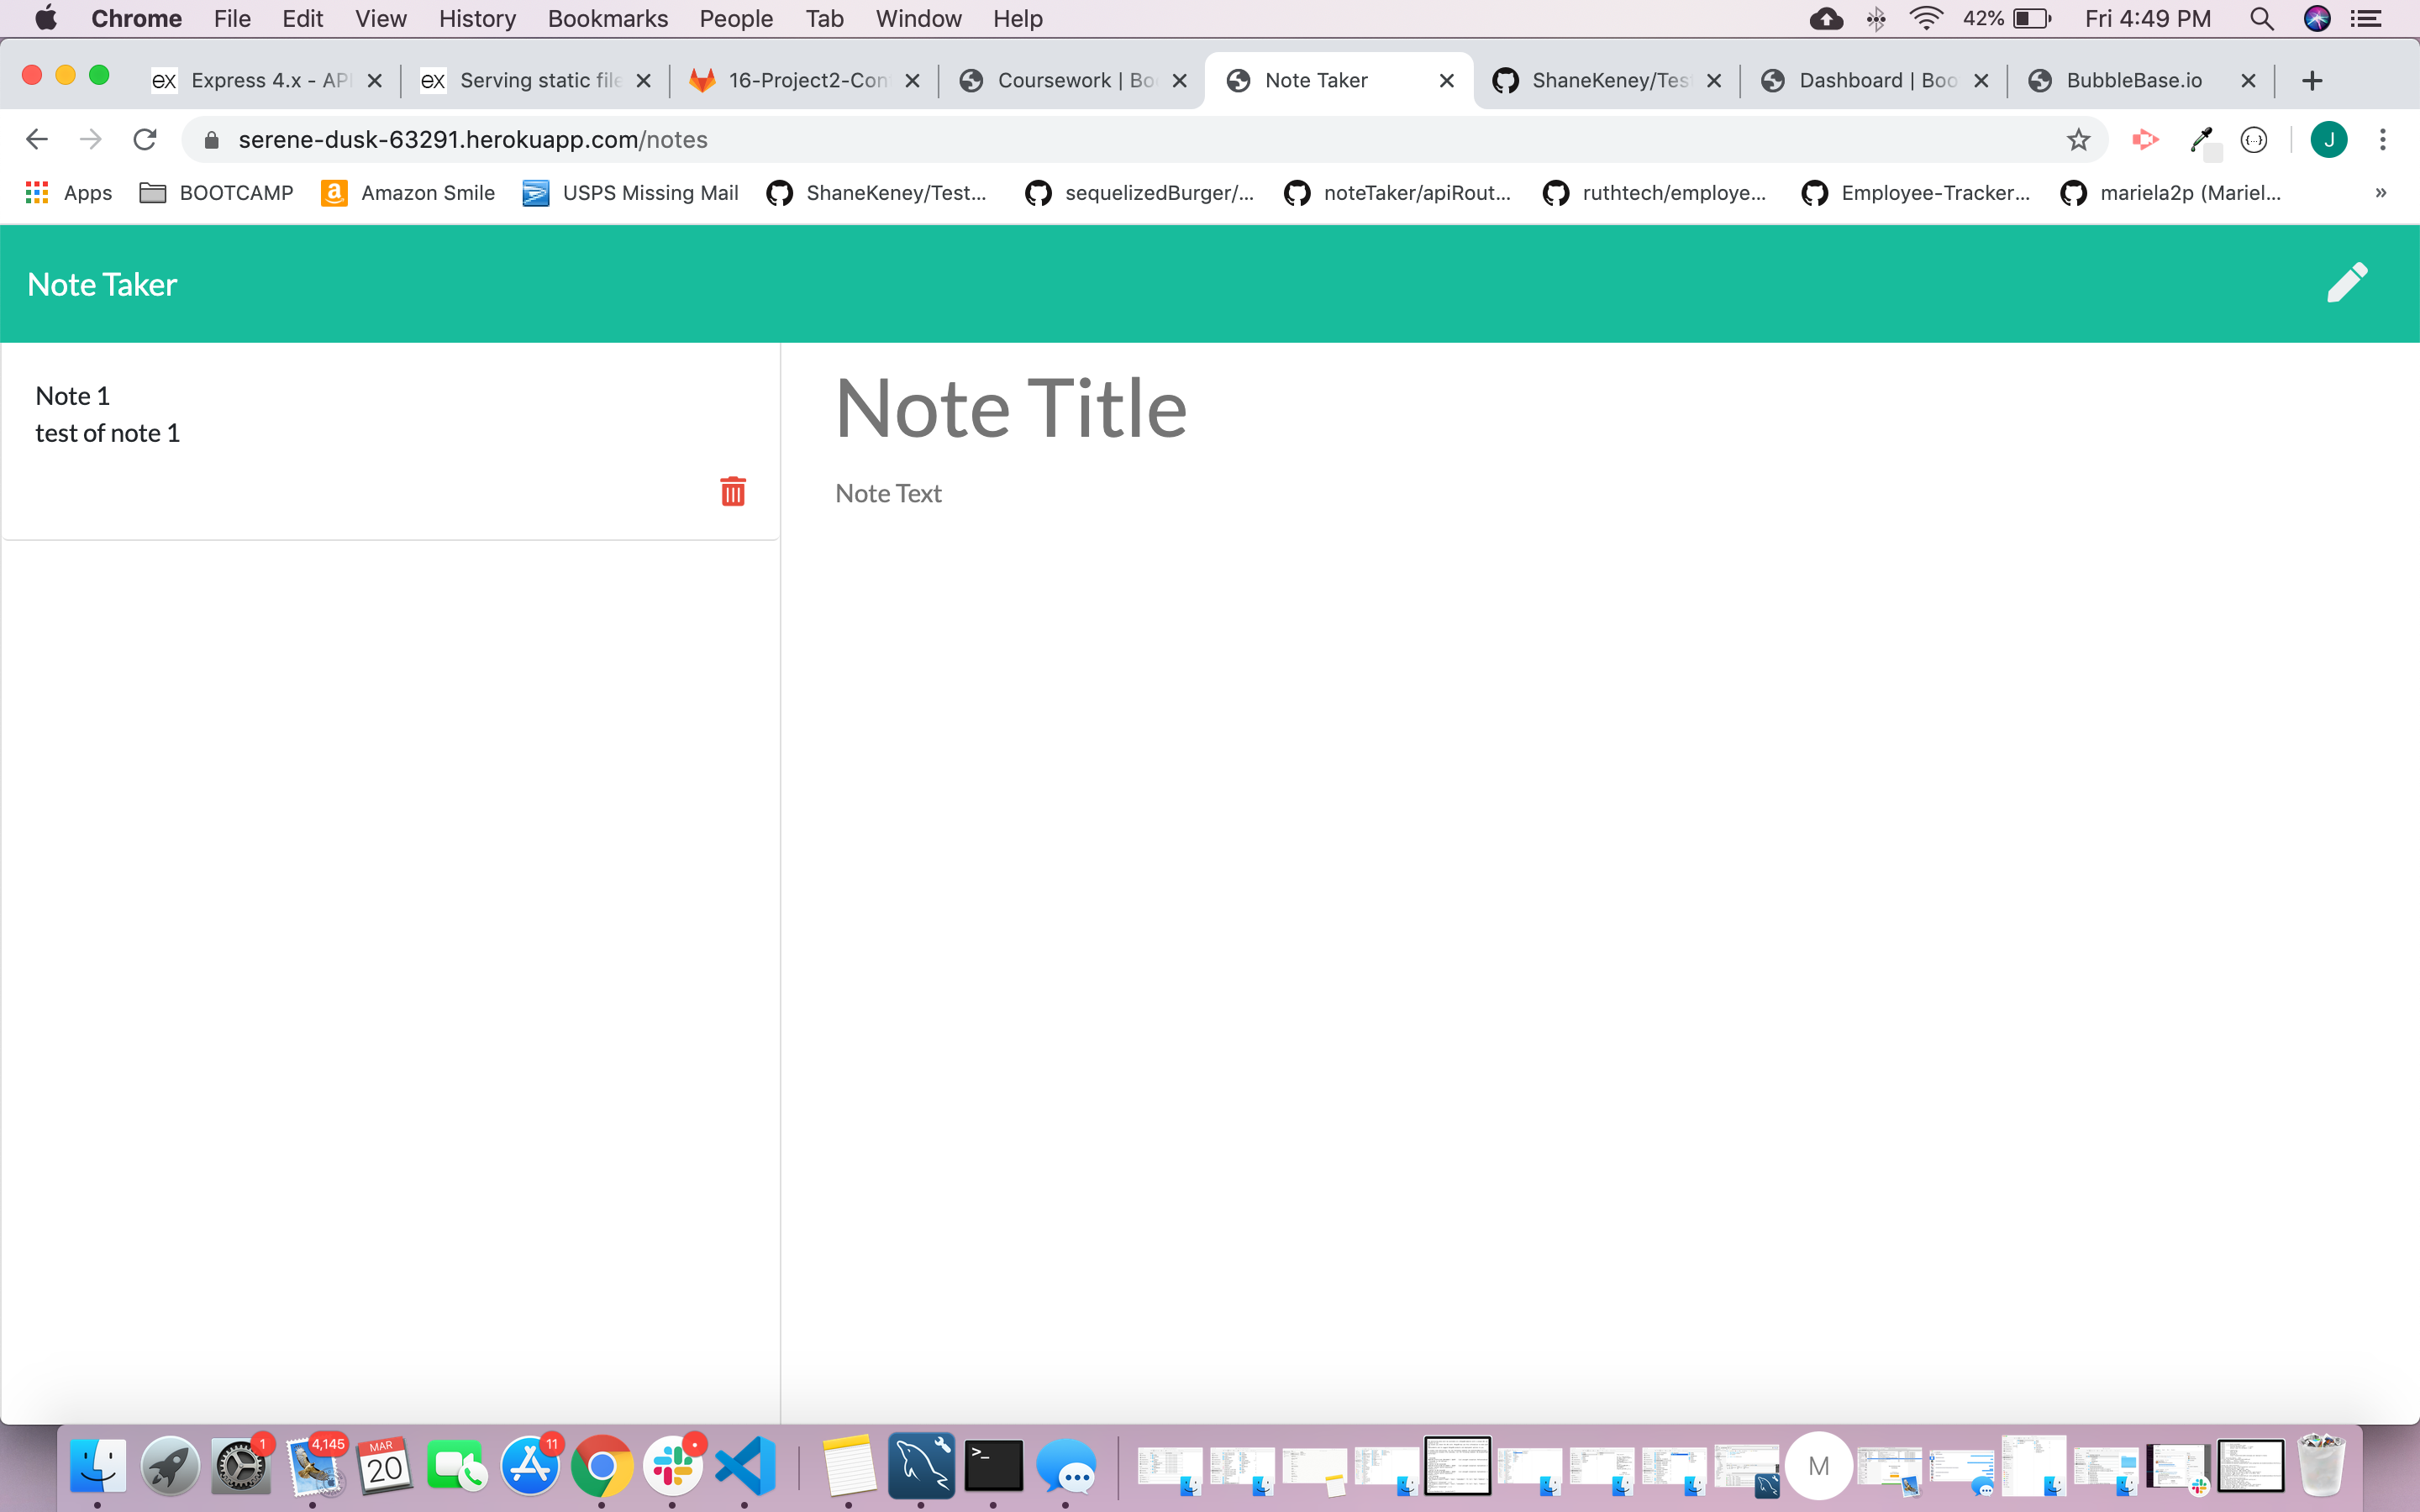 Chrome File Edit View History Bookmarks People Tab Window Help 42% Fri 4:49 PM
ex Express 4.x - API ex Serving static file 16-Project2-Con Coursework | Bo Note Taker ShaneKeney/Tes Dashboard | Boo BubbleBase.io
serene-dusk-63291.herokuapp.com/notes J
Apps BOOTCAMP Amazon Smile USPS Missing Mail ShaneKeney/Test... sequelizedBurger/... noteTaker/apiRout... ruthtech/employe... Employee-Tracker... mariela2p (Mariel... »
Note Taker
Note 1
test of note 1
Note Title
Note Text
1 4,145 MAR 20 11 >_ M